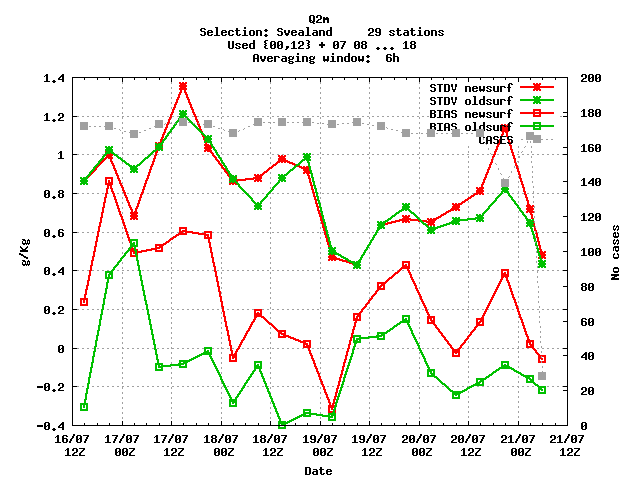 Q2m
Selection: Svealand     29 stations
Used {00,12} + 07 08 ... 18
Averaging window:  6h
STDV newsurf
STDV oldsurf
BIAS newsurf
BIAS oldsurf
CASES
1.4
1.2
1
0.8
0.6
0.4
0.2
0
-0.2
-0.4
g/Kg
200
180
160
140
120
100
80
60
40
20
0
No cases
16/07 17/07 17/07 18/07 18/07 19/07 19/07 20/07 20/07 21/07 21/07
12Z 00Z 12Z 00Z 12Z 00Z 12Z 00Z 12Z 00Z 12Z
Date